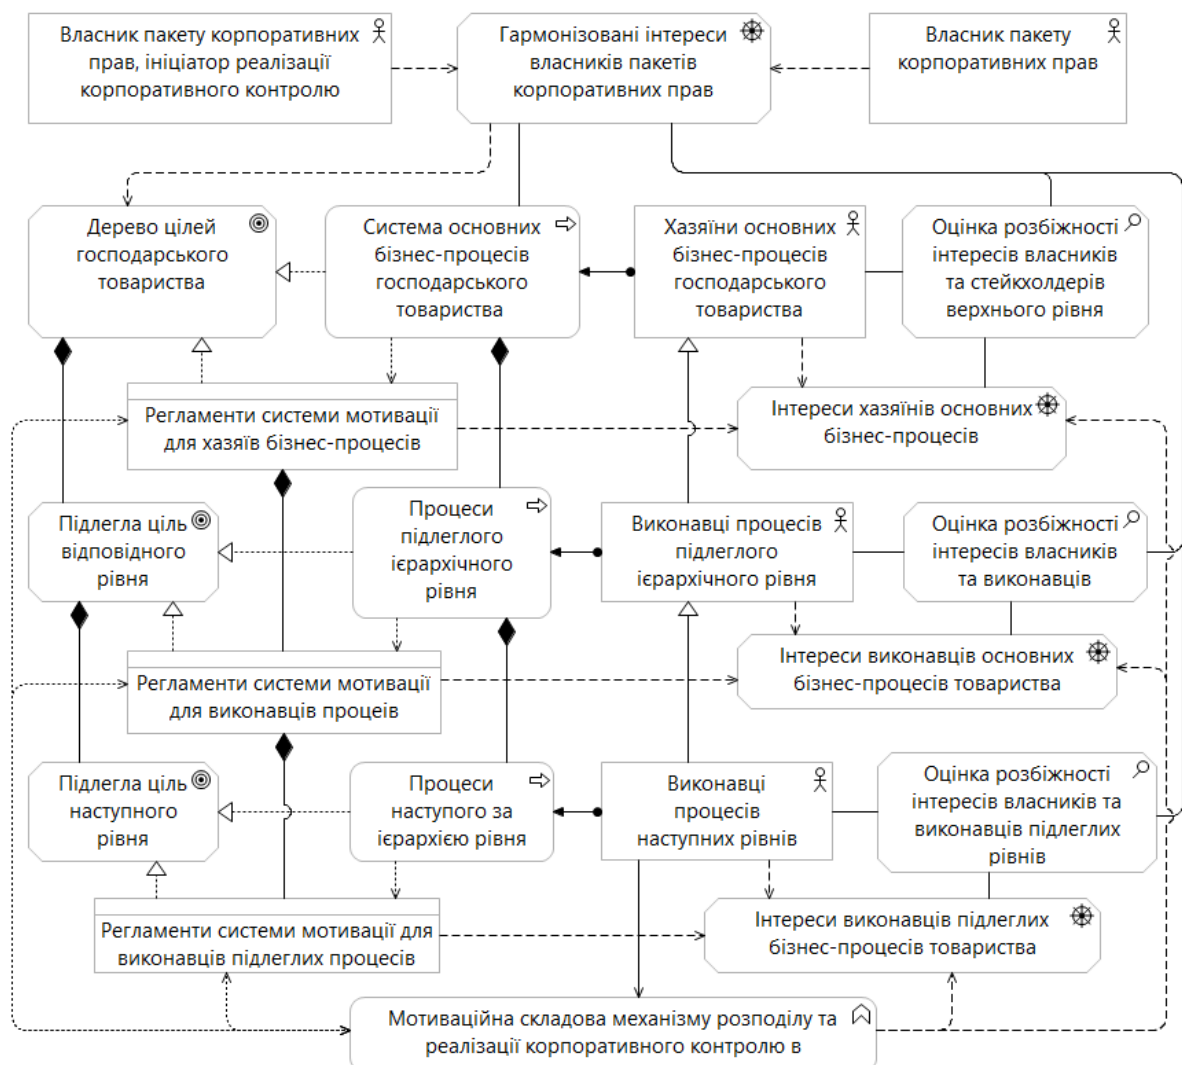 Власник пакету корпоративних
прав, ініціатор реалізації
корпоративного контролю
Гармонізовані інтереси
власників пакетів
корпоративних прав
Власник пакету
корпоративних прав
Дерево цілей
господарського
товариства
Система основних
бізнес-процесів
господарського
товариства
Хазяїни основних
бізнес-процесів
господарського
товариства
Оцінка розбіжності
інтересів власників
та стейкхолдерів
верхнього рівня
Регламенти системи мотивації
для хазяїв бізнес-процесів
Інтереси хазяїнів основних
бізнес-процесів
Підлегла ціль
відповідного
рівня
Процеси
підлеглого
ієрархічного
рівня
Виконавці процесів
підлеглого
ієрархічного рівня
Оцінка розбіжності
інтересів власників
та виконавців
Регламенти системи мотивації
для виконавців процеів
Інтереси виконавців основних
бізнес-процесів товариства
Підлегла ціль
наступного
рівня
Процеси
наступого за
ієрархією рівня
Виконавці
процесів
наступних рівнів
Оцінка розбіжності
інтересів власників та
виконавців підлеглих
рівнів
Регламенти системи мотивації для
виконавців підлеглих процесів
Інтереси виконавців підлеглих
бізнес-процесів товариства
Мотиваційна складова механізму розподілу та
реалізації корпоративного контролю в